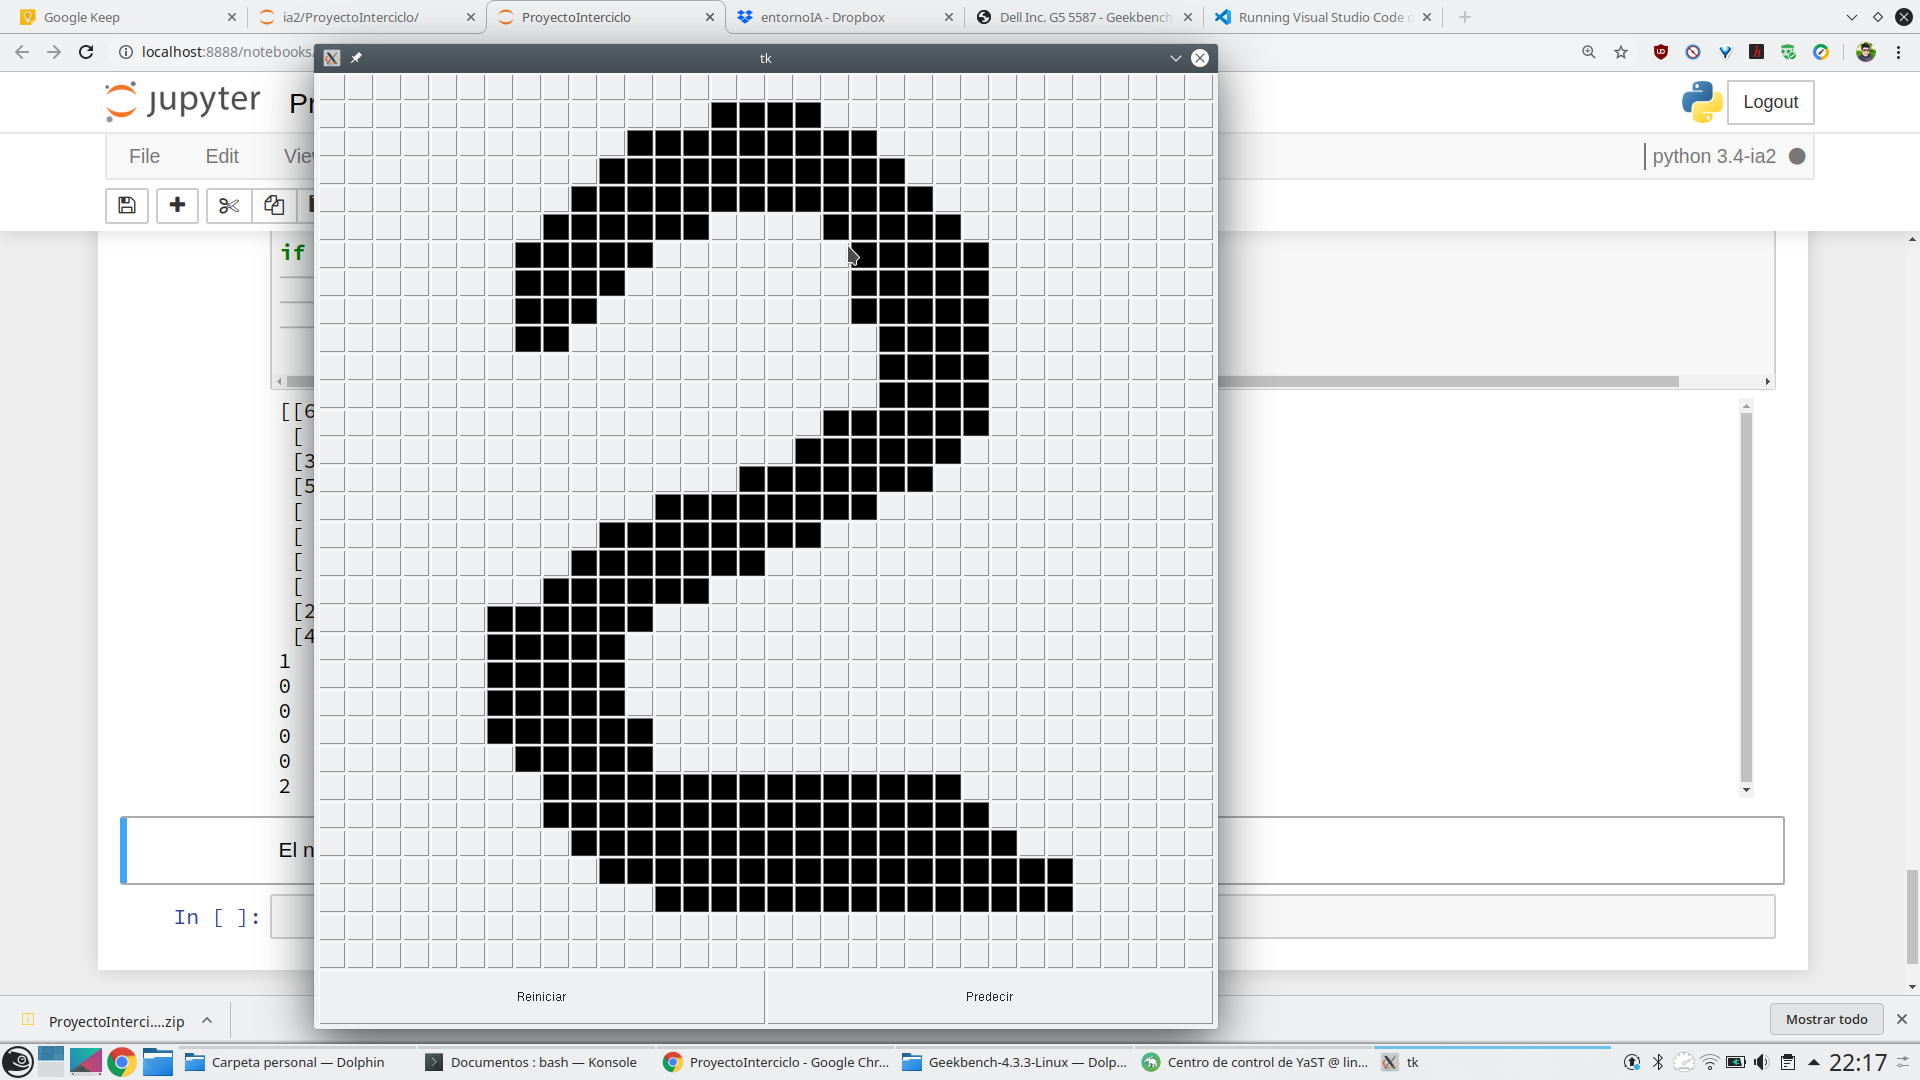 Google Keep
ia2/ProyectoInterciclo/
ProyectoInterciclo
entornoIA - Dropbox
Dell Inc. G5 5587 - Geekbench
Running Visual Studio Code
localhost:8888/notebooks
tk
jupyter Pr
Logout
File Edit Vie
python 3.4-ia2
if
[[6
[
[3
[5
[
[
[
[
[2
[4
1
0
0
0
0
2
El n
In [ ]:
Reiniciar
Predecir
ProyectoInterci....zip
Mostrar todo
Carpeta personal — Dolphin
Documentos : bash — Konsole
ProyectoInterciclo - Google Chr...
Geekbench-4.3.3-Linux — Dolp...
Centro de control de YaST @ lin...
tk
22:17